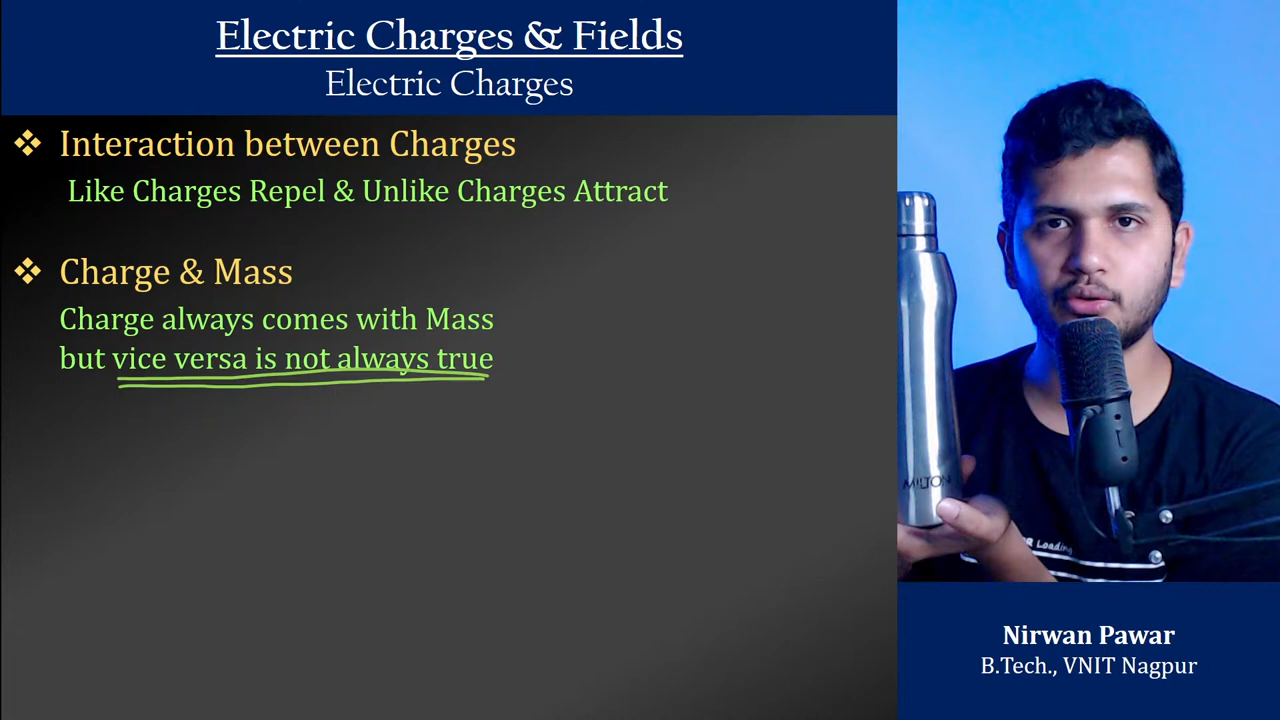 Electric Charges & Fields
Electric Charges
❖ Interaction between Charges
Like Charges Repel & Unlike Charges Attract
❖ Charge & Mass
Charge always comes with Mass
but vice versa is not always true
MILTON
Loading
Nirwan Pawar
B.Tech., VNIT Nagpur